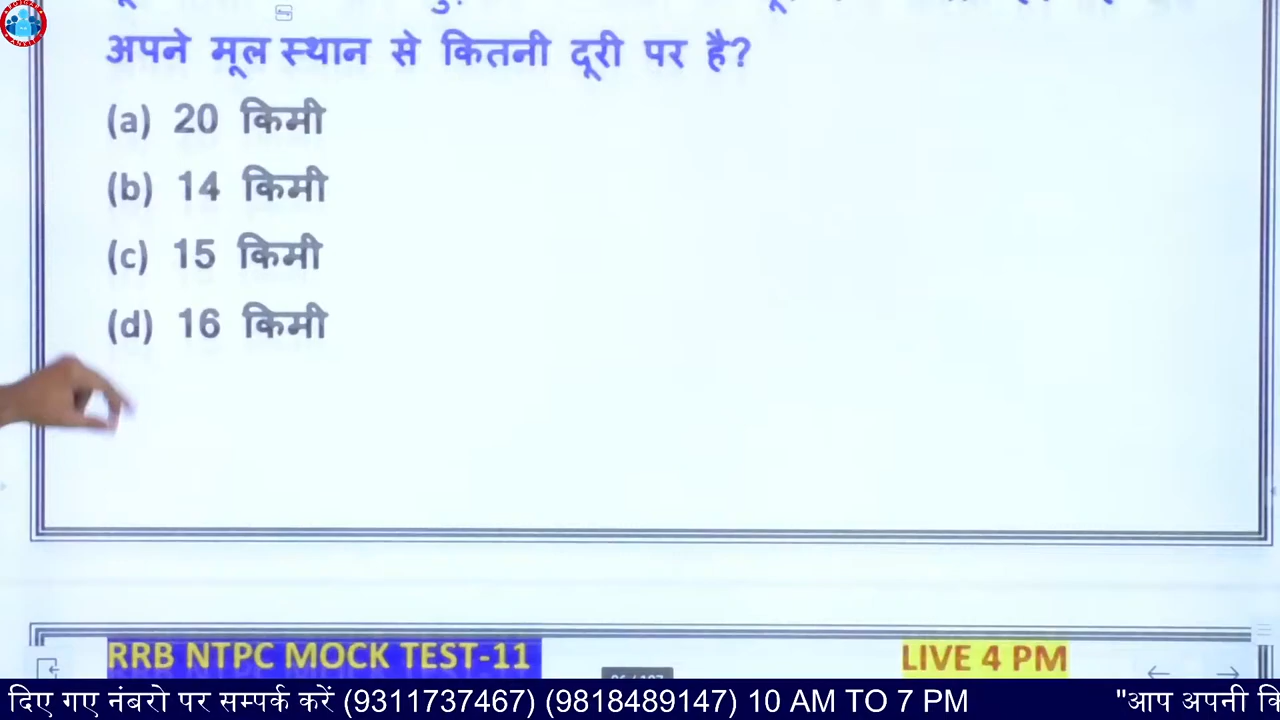 अपने मूल स्थान से कितनी दूरी पर है?
(a) 20 किमी
(b) 14 किमी
(c) 15 किमी
(d) 16 किमी
RRB NTPC MOCK TEST-11
LIVE 4 PM
दिए गए नंबरो पर सम्पर्क करें (9311737467) (9818489147) 10 AM TO 7 PM "आप अपनी